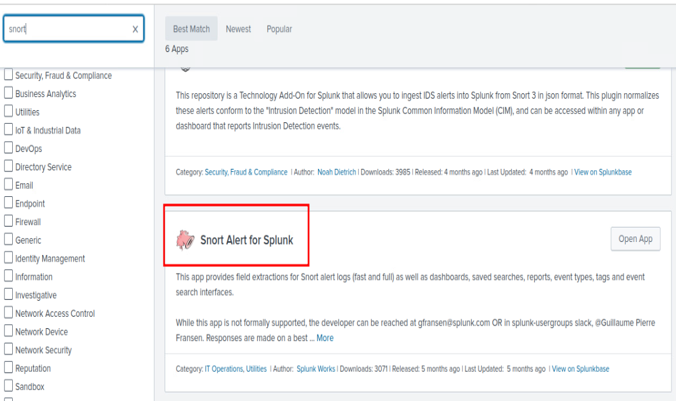 snort
X
Best Match Newest Popular
6 Apps
Security, Fraud & Compliance
Business Analytics
Utilities
IoT & Industrial Data
DevOps
Directory Service
Email
Endpoint
Firewall
Generic
Identity Management
Information
Investigative
Network Access Control
Network Device
Network Security
Reputation
Sandbox
This repository is a Technology Add-On for Splunk that allows you to ingest IDS alerts into Splunk from Snort 3 in json format. This plugin normalizes
these alerts conform to the "Intrusion Detection" model in the Splunk Common Information Model (CIM), and can be accessed within any app or
dashboard that reports Intrusion Detection events.
Category: Security, Fraud & Compliance | Author: Noah Dietrich | Downloads: 3985 | Released: 4 months ago | Last Updated: 4 months ago | View on Splunkbase
Snort Alert for Splunk
Open App
This app provides field extractions for Snort alert logs (fast and full) as well as dashboards, saved searches, reports, event types, tags and event
search interfaces.
While this app is not formally supported, the developer can be reached at gfransen@splunk.com OR in splunk-usergroups slack, @Guillaume Pierre
Fransen. Responses are made on a best ... More
Category: IT Operations, Utilities | Author: Splunk Works | Downloads: 3071 | Released: 5 months ago | Last Updated: 5 months ago | View on Splunkbase